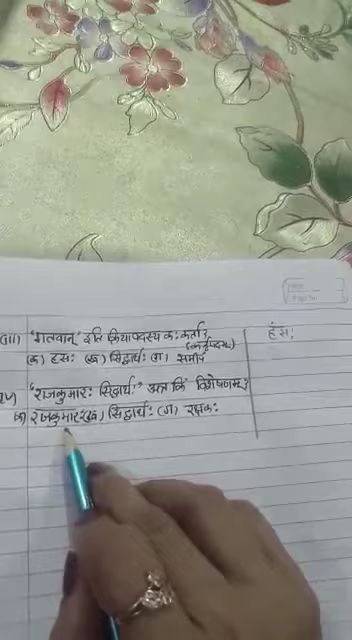 (iii) 'गतवान्' इति क्रियापदस्य कः कर्ता? हंसः
(कर्तृपदम्)
(क) हंसः (ख) सिद्धार्थः (ग) समीप
iv) "राजकुमारः सिद्धार्थः" अत्र किं विशेषणम्?
(क) राजकुमारः (ख) सिद्धार्थः (ग) रक्षकः